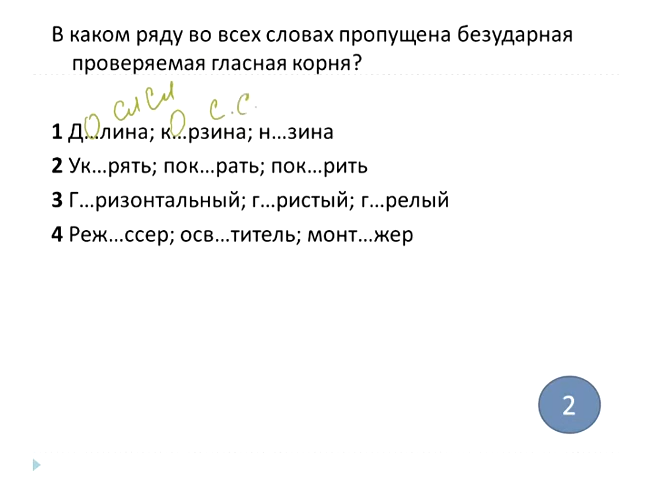 В каком ряду во всех словах пропущена безударная
проверяемая гласная корня?
сл сл с. с.
1 Д...лина; к...рзина; н...зина
о о
2 Ук...рять; пок...рать; пок...рить
3 Г...ризонтальный; г...ристый; г...релый
4 Реж...ссер; осв...титель; монт...жер
2